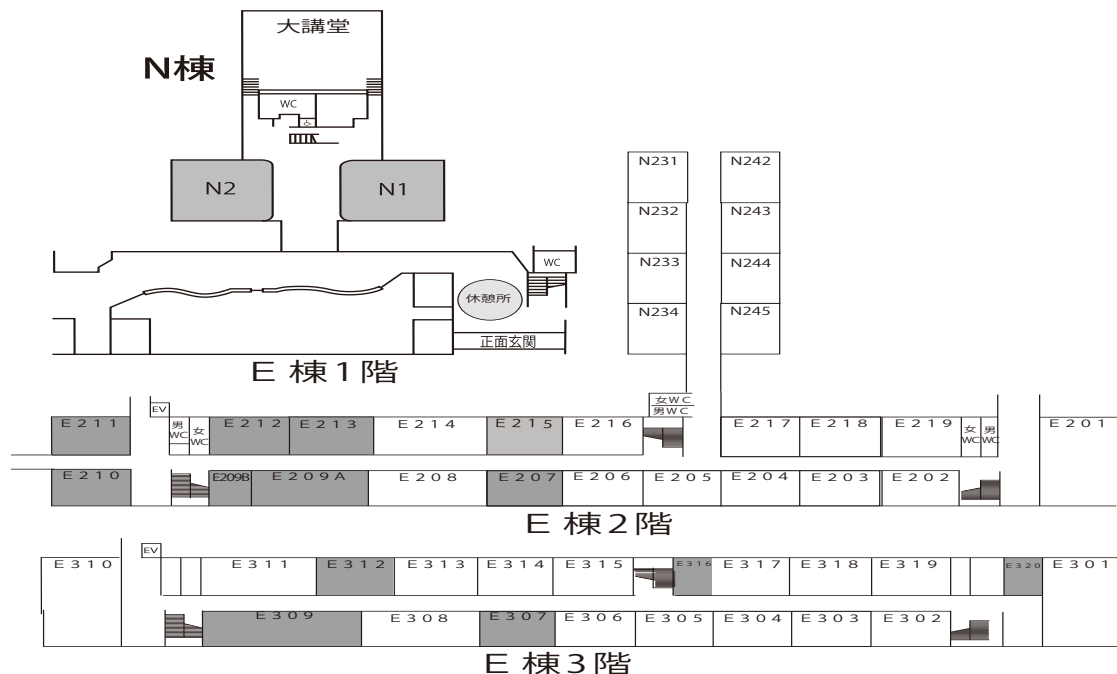 大講堂
N棟
WC
N2
N1
WC
休憩所
正面玄関
E 棟1階
N231
N242
N232
N243
N233
N244
N234
N245
EV
女WC
男WC
E211
男WC
女WC
E212
E213
E214
E215
E216
E217
E218
E219
女WC
男WC
E201
E210
E209B
E209A
E208
E207
E206
E205
E204
E203
E202
E 棟2階
EV
E310
E311
E312
E313
E314
E315
E316
E317
E318
E319
E320
E301
E309
E308
E307
E306
E305
E304
E303
E302
E 棟3階